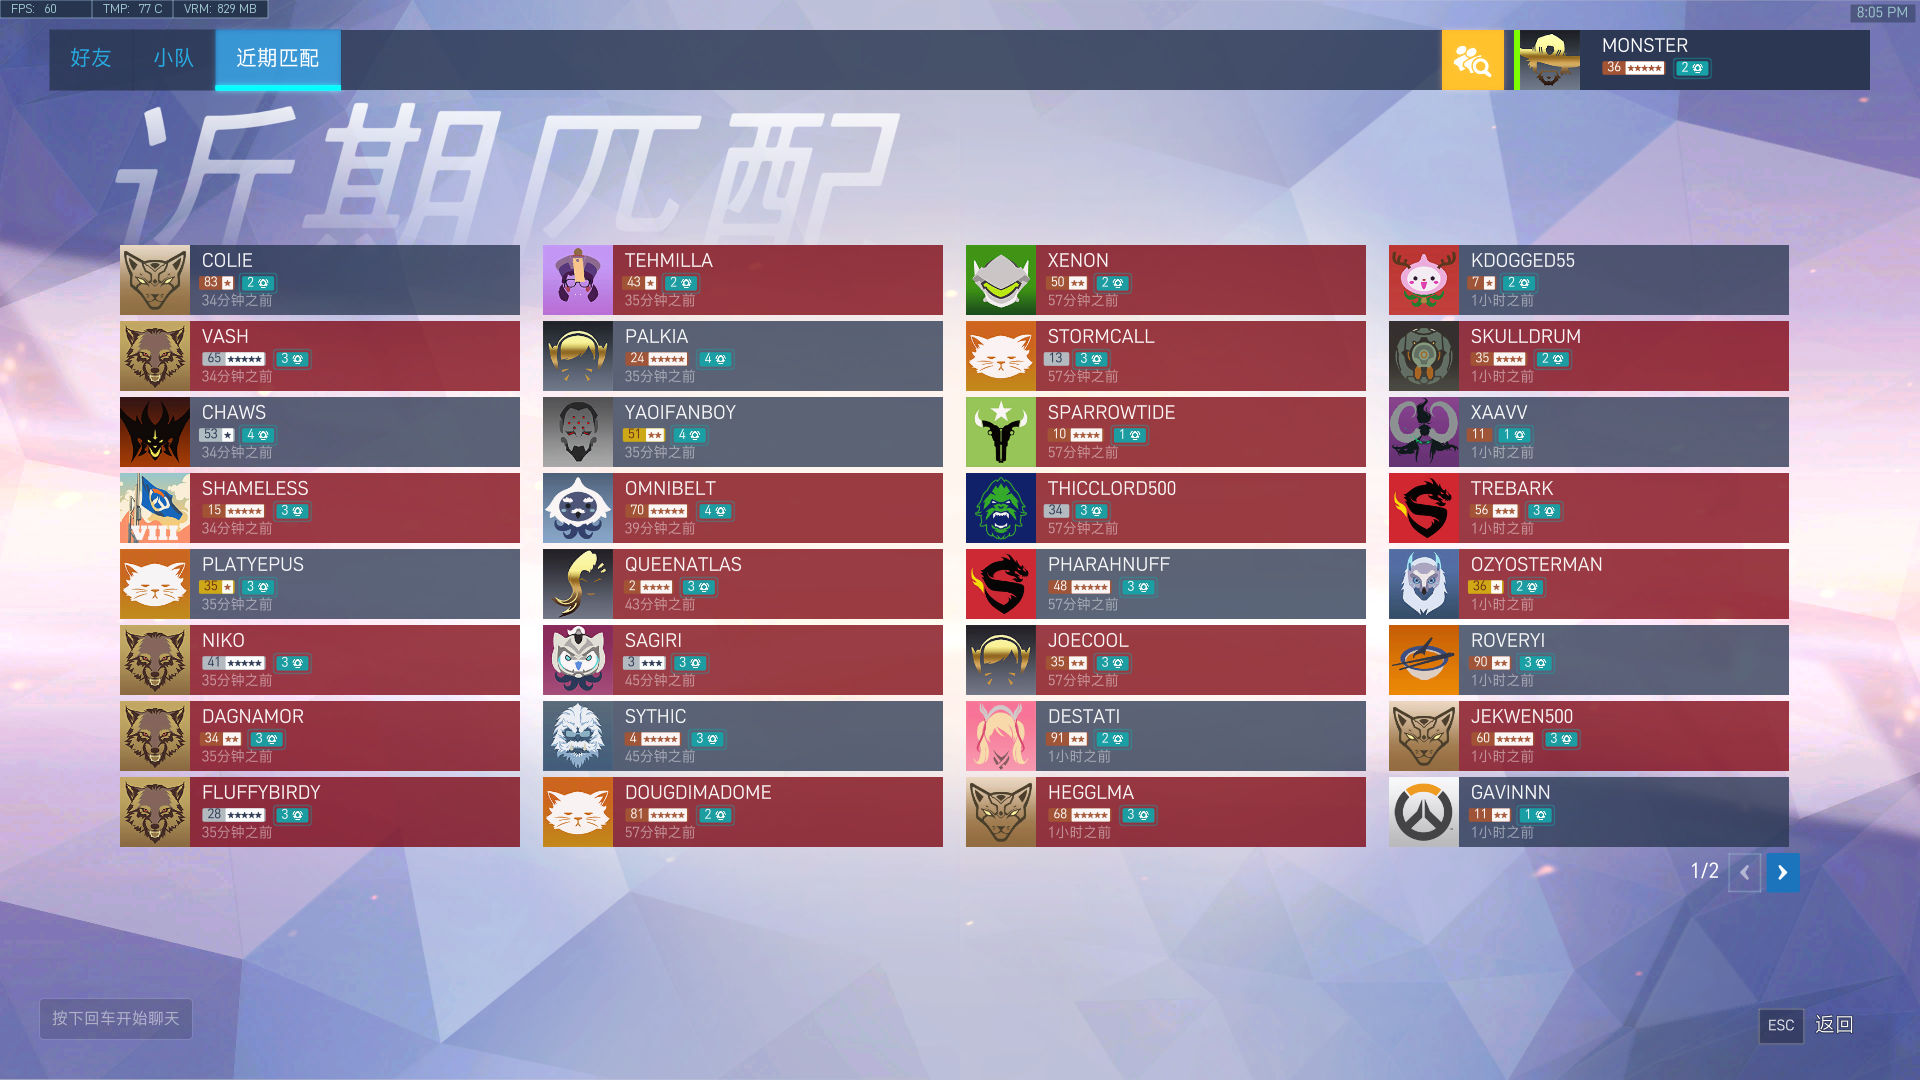 FPS: 60 TMP: 77 C VRM: 829 MB
8:05 PM
好友 小队 近期匹配
MONSTER
36 2
近期匹配
COLIE
83 2
34分钟之前
VASH
65 3
34分钟之前
CHAWS
53 4
34分钟之前
SHAMELESS
15 3
34分钟之前
VIII
PLATYEPUS
35 3
35分钟之前
NIKO
41 3
35分钟之前
DAGNAMOR
34 3
35分钟之前
FLUFFYBIRDY
28 3
35分钟之前
TEHMILLA
43 2
35分钟之前
PALKIA
24 4
35分钟之前
YAOIFANBOY
51 4
35分钟之前
OMNIBELT
70 4
39分钟之前
QUEENATLAS
2 3
43分钟之前
SAGIRI
3 3
45分钟之前
SYTHIC
4 3
45分钟之前
DOUGDIMADOME
81 2
57分钟之前
XENON
50 2
57分钟之前
STORMCALL
13 3
57分钟之前
SPARROWTIDE
10 1
57分钟之前
THICCLORD500
34 3
57分钟之前
PHARAHNUFF
48 3
57分钟之前
JOECOOL
35 3
57分钟之前
DESTATI
91 2
1小时之前
HEGGLMA
68 3
1小时之前
KDOGGED55
7 2
1小时之前
SKULLDRUM
35 2
1小时之前
XAAVV
11 1
1小时之前
TREBARK
56 3
1小时之前
OZYOSTERMAN
36 2
1小时之前
ROVERYI
90 3
1小时之前
JEKWEN500
60 3
1小时之前
GAVINNN
11 1
1小时之前
1/2
按下回车开始聊天
ESC 返回